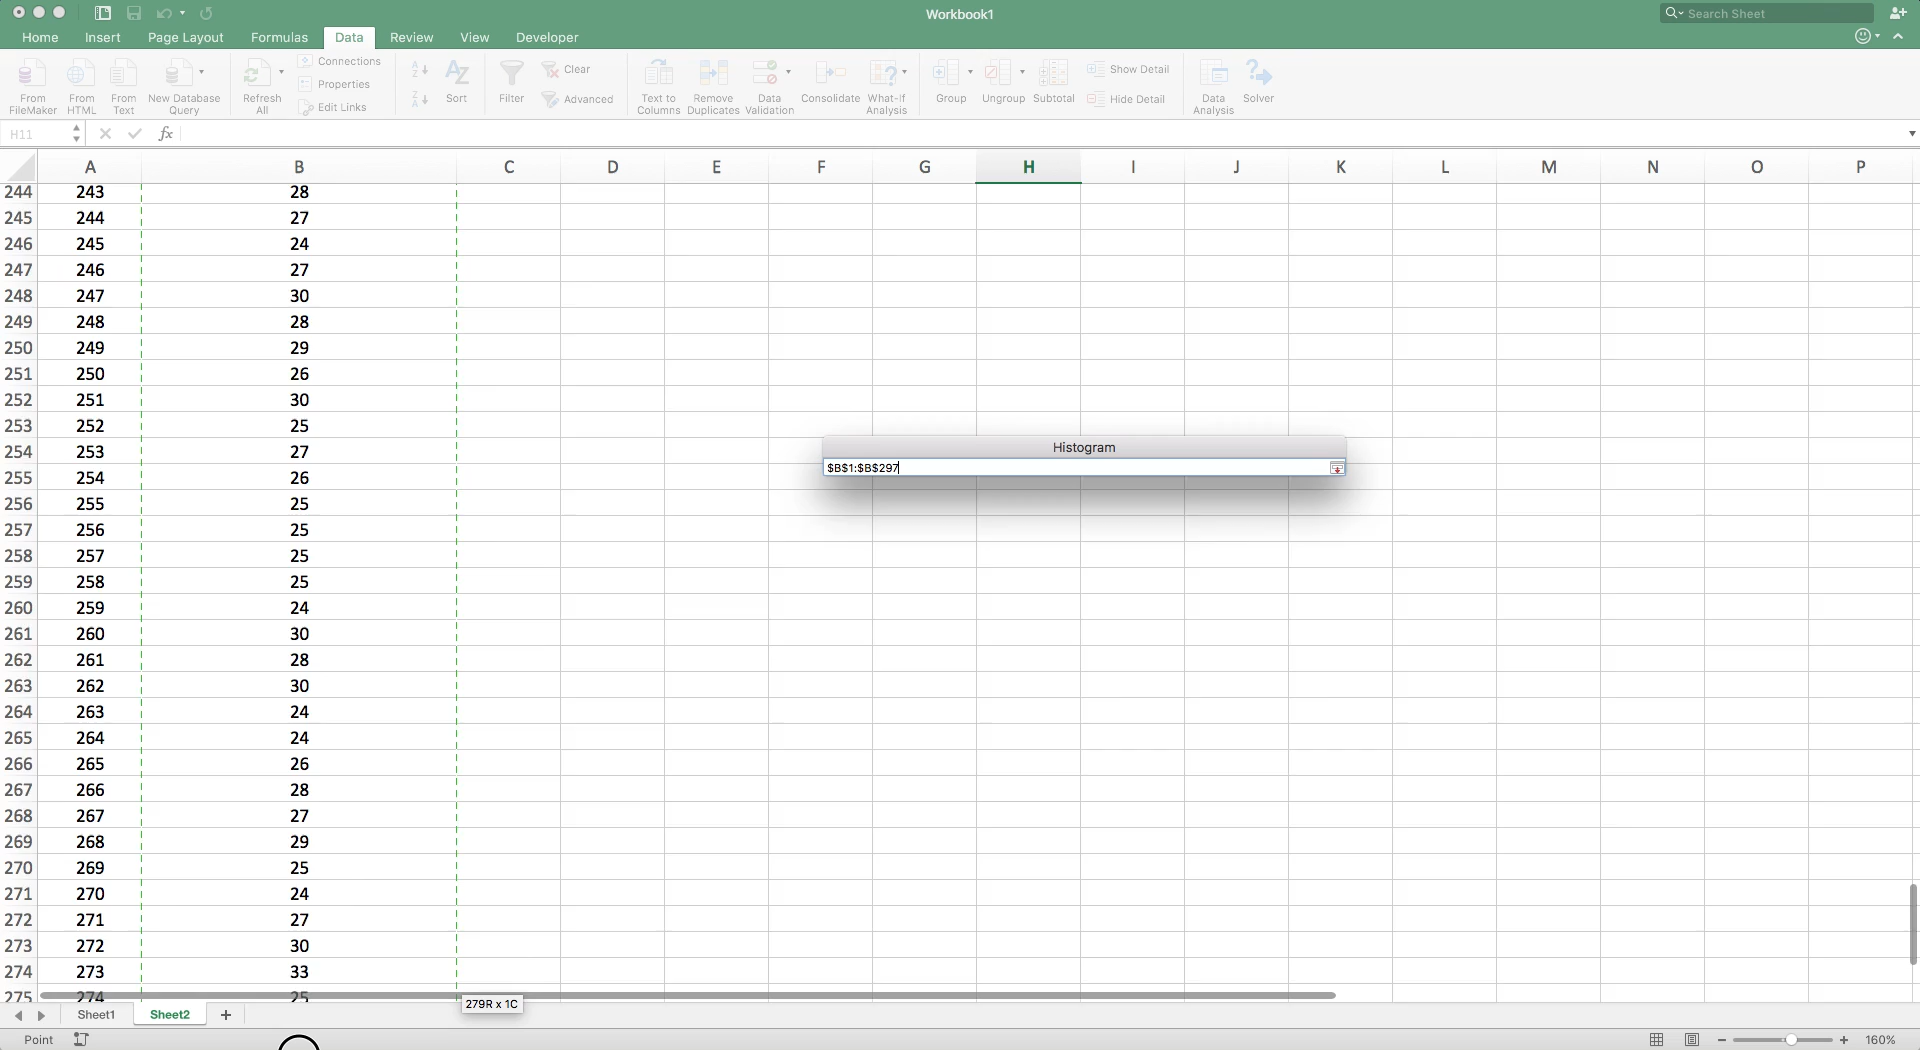 Workbook1
Search Sheet
Home Insert Page Layout Formulas Data Review View Developer
From FileMaker
From HTML
From Text
New Database Query
Refresh All
Connections
Properties
Edit Links
Sort
Filter
Clear
Advanced
Text to Columns
Remove Duplicates
Data Validation
Consolidate
What-If Analysis
Group
Ungroup
Subtotal
Show Detail
Hide Detail
Data Analysis
Solver
H11 fx
A B C D E F G H I J K L M N O P
244 243 28
245 244 27
246 245 24
247 246 27
248 247 30
249 248 28
250 249 29
251 250 26
252 251 30
253 252 25
254 253 27
255 254 26
256 255 25
257 256 25
258 257 25
259 258 25
260 259 24
261 260 30
262 261 28
263 262 30
264 263 24
265 264 24
266 265 26
267 266 28
268 267 27
269 268 29
270 269 25
271 270 24
272 271 27
273 272 30
274 273 33
275 274 25
Histogram
$B$1:$B$297
279R x 1C
Sheet1 Sheet2 +
Point
160%